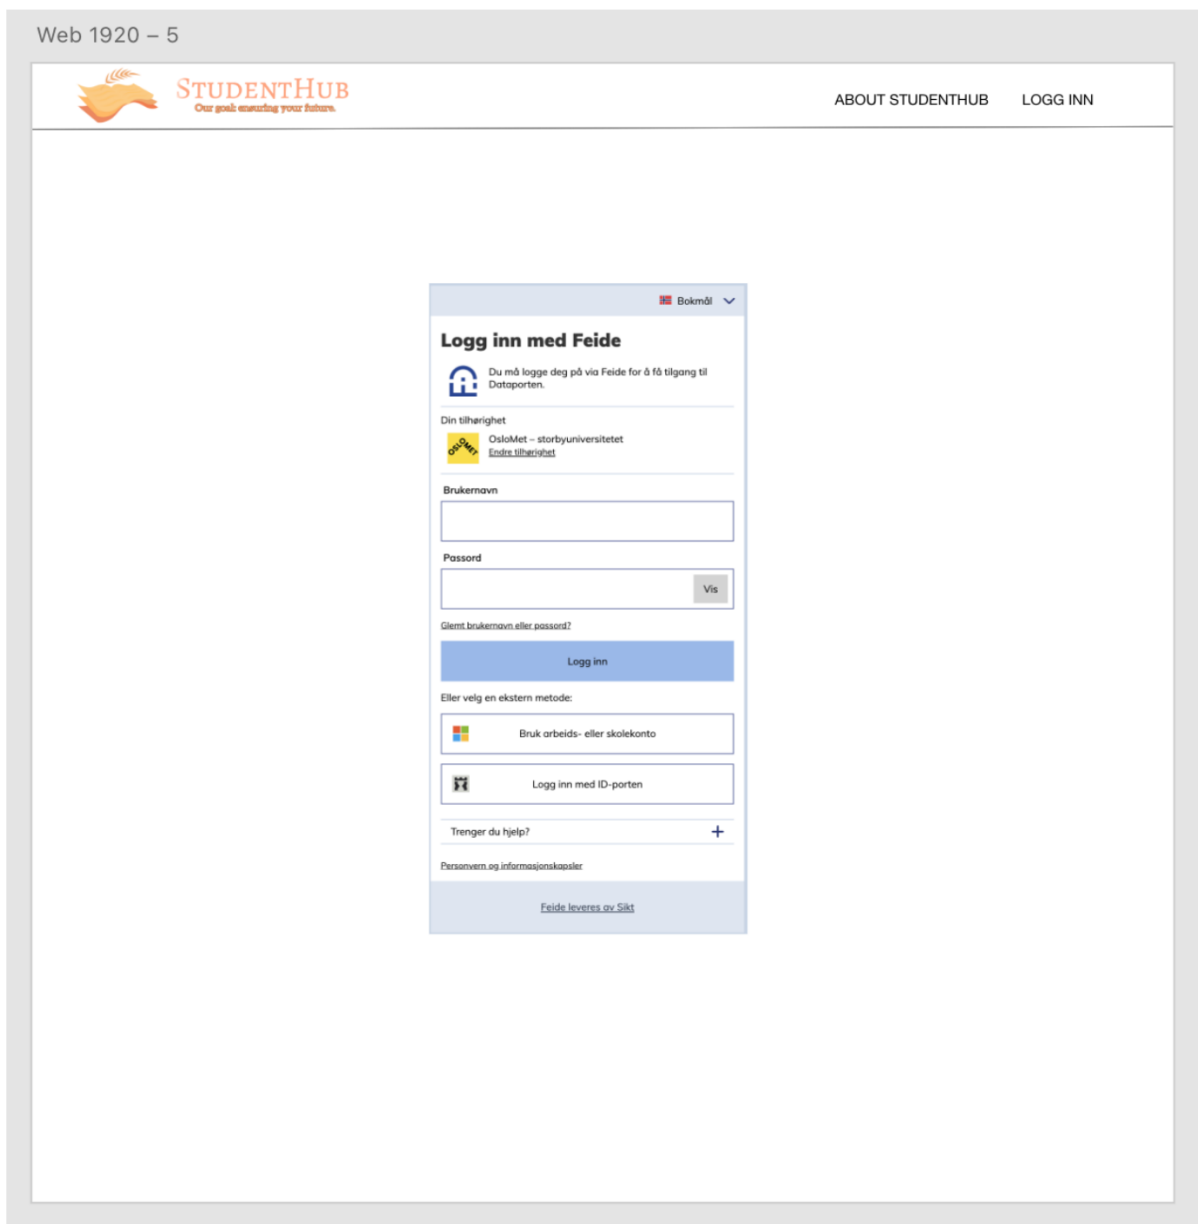 Web 1920 – 5
STUDENTHUB
Our goal: ensuring your future.
ABOUT STUDENTHUB
LOGG INN
Bokmål
Logg inn med Feide
Du må logge deg på via Feide for å få tilgang til
Dataporten.
Din tilhørighet
OSLOMET
OsloMet – storbyuniversitetet
Endre tilhørighet
Brukernavn
Passord
Vis
Glemt brukernavn eller passord?
Logg inn
Eller velg en ekstern metode:
Bruk arbeids- eller skolekonto
Logg inn med ID-porten
Trenger du hjelp?
Personvern og informasjonskapsler
Feide leveres av Sikt